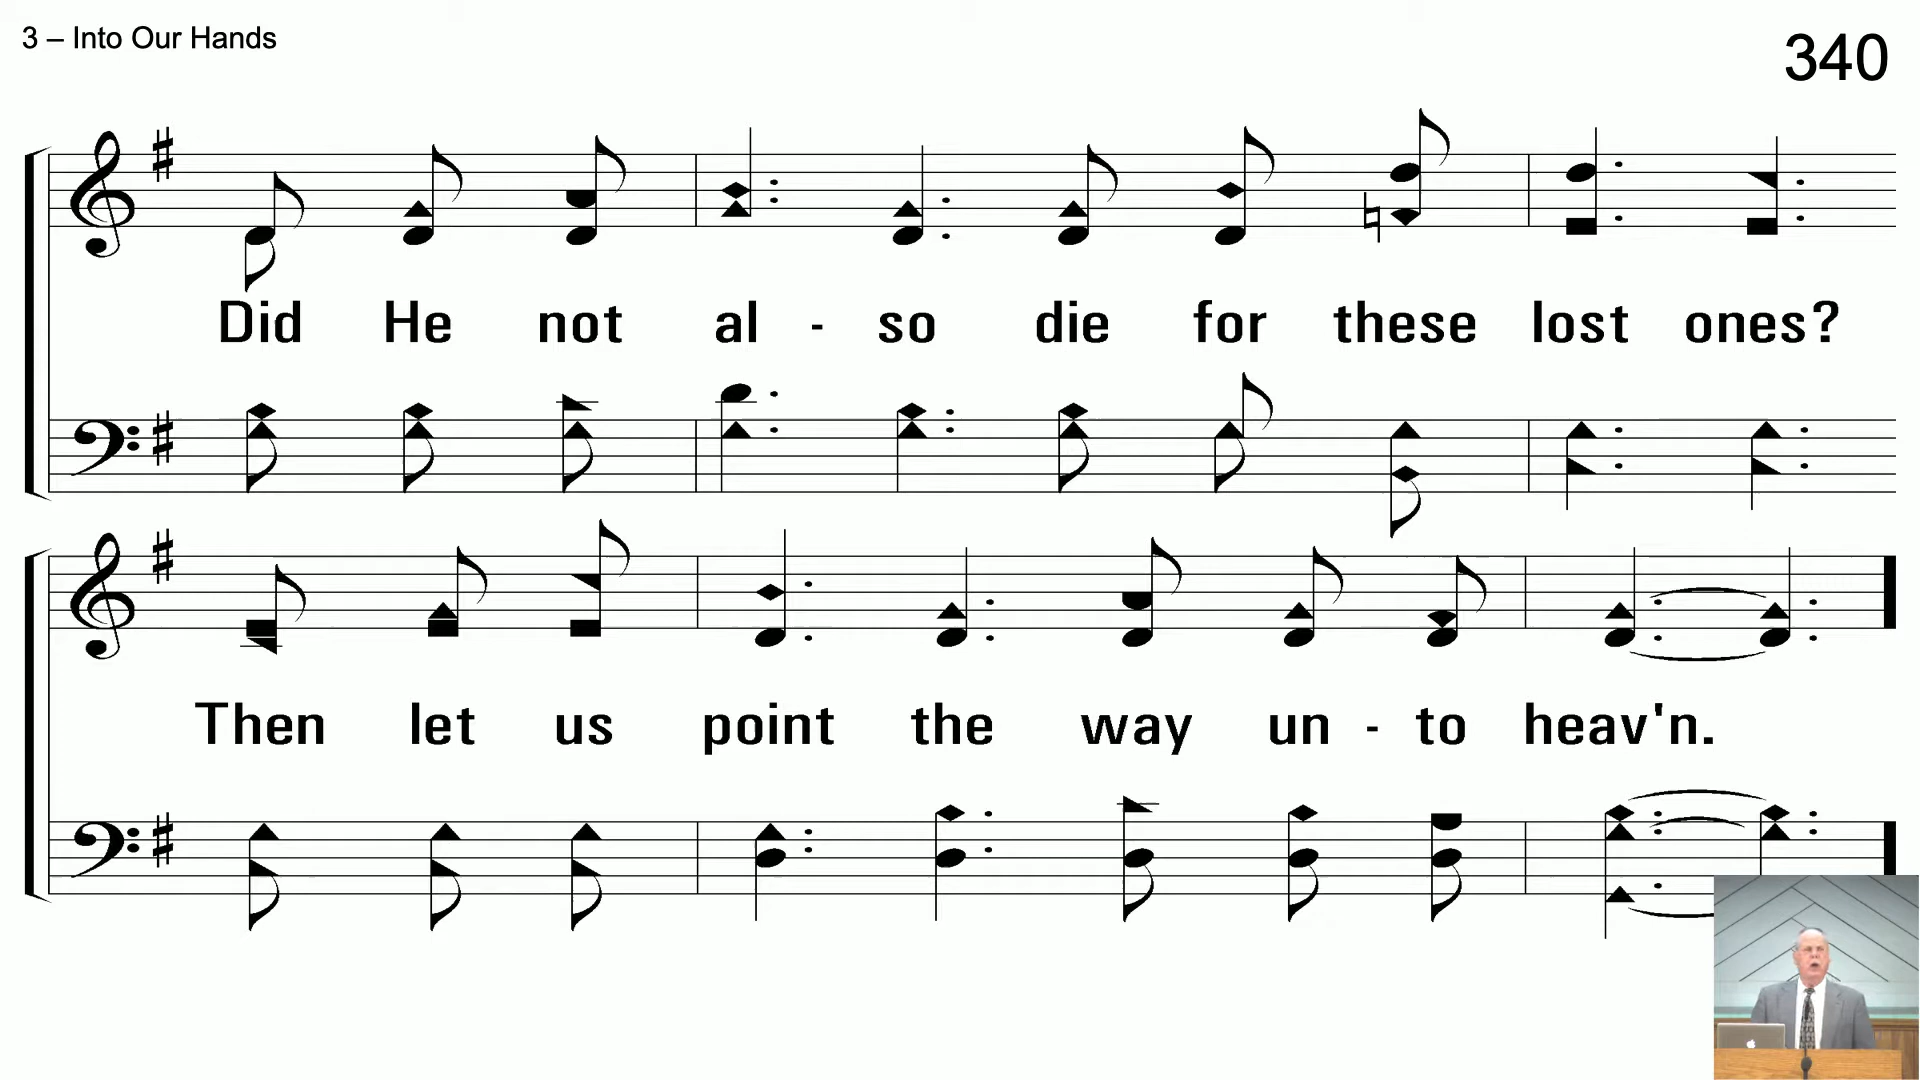 3 – Into Our Hands
340
Did He not al - so die for these lost ones?
Then let us point the way un - to heav'n.